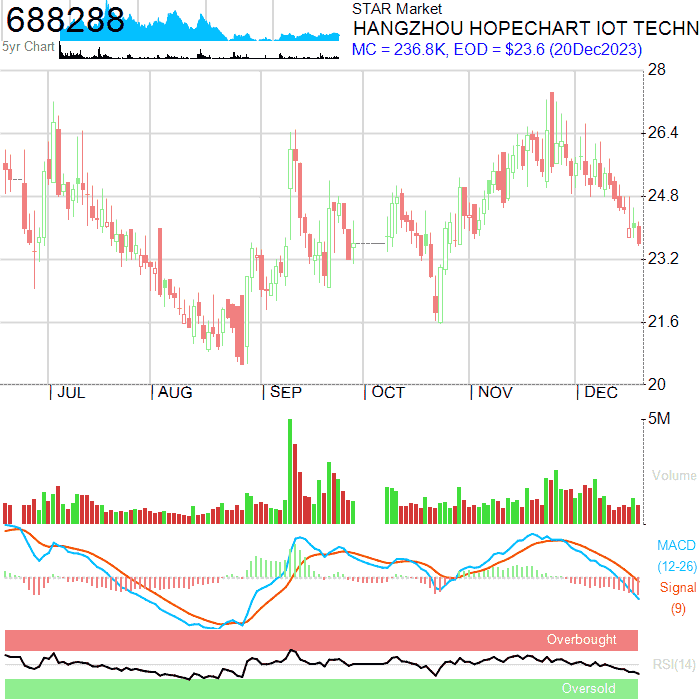 688288
5yr Chart
STAR Market
HANGZHOU HOPECHART IOT TECHN
MC = 236.8K, EOD = $23.6 (20Dec2023)
28
26.4
24.8
23.2
21.6
20
JUL AUG SEP OCT NOV DEC
5M
Volume
MACD
(12-26)
Signal
(9)
Overbought
RSI(14)
Oversold